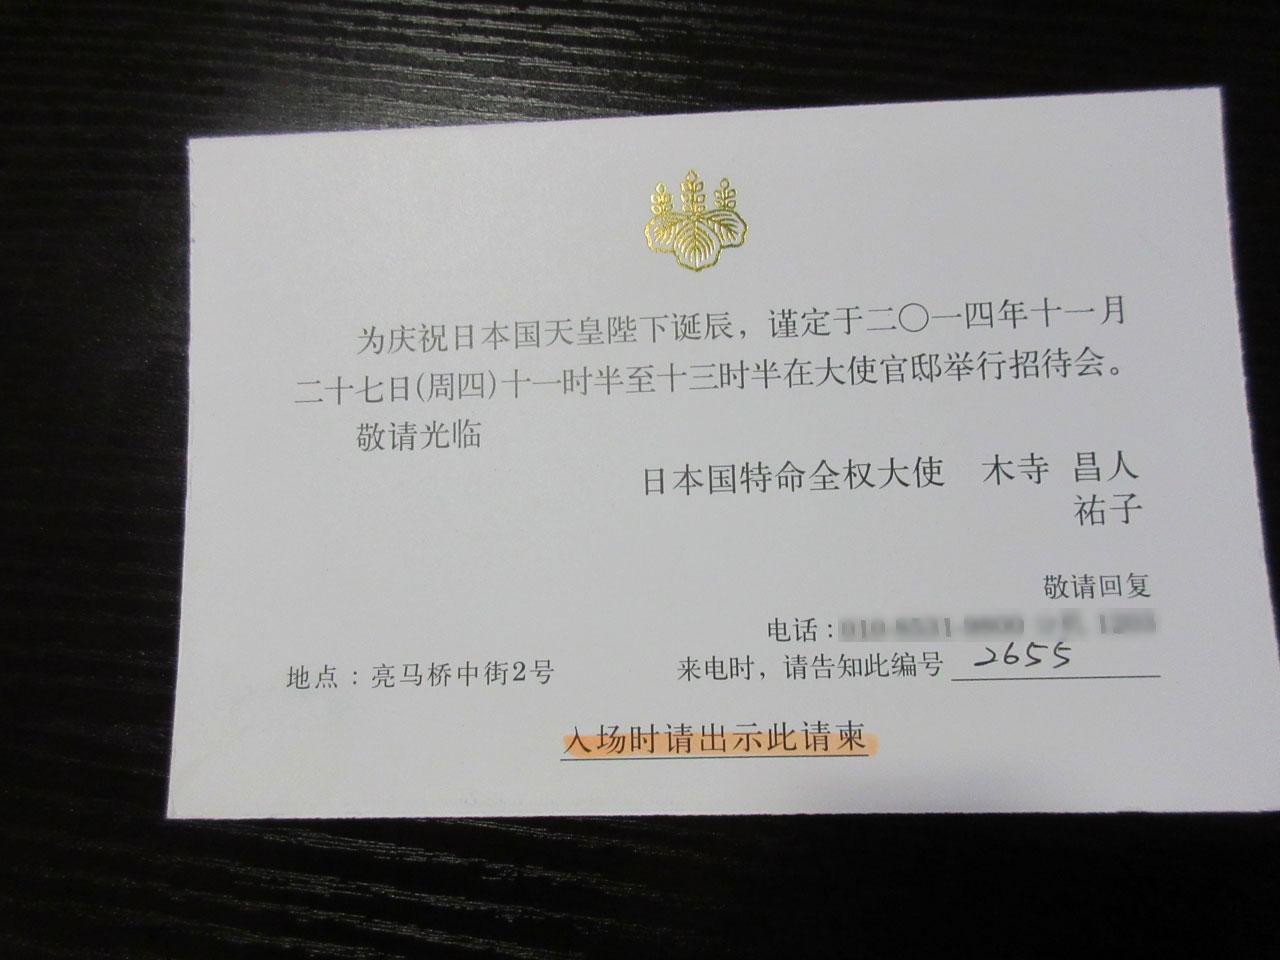 为庆祝日本国天皇陛下诞辰，谨定于二〇一四年十一月
二十七日(周四)十一时半至十三时半在大使官邸举行招待会。
敬请光临
日本国特命全权大使 木寺 昌人
祐子
敬请回复
电话：
来电时，请告知此编号 2655
地点：亮马桥中街2号
入场时请出示此请柬